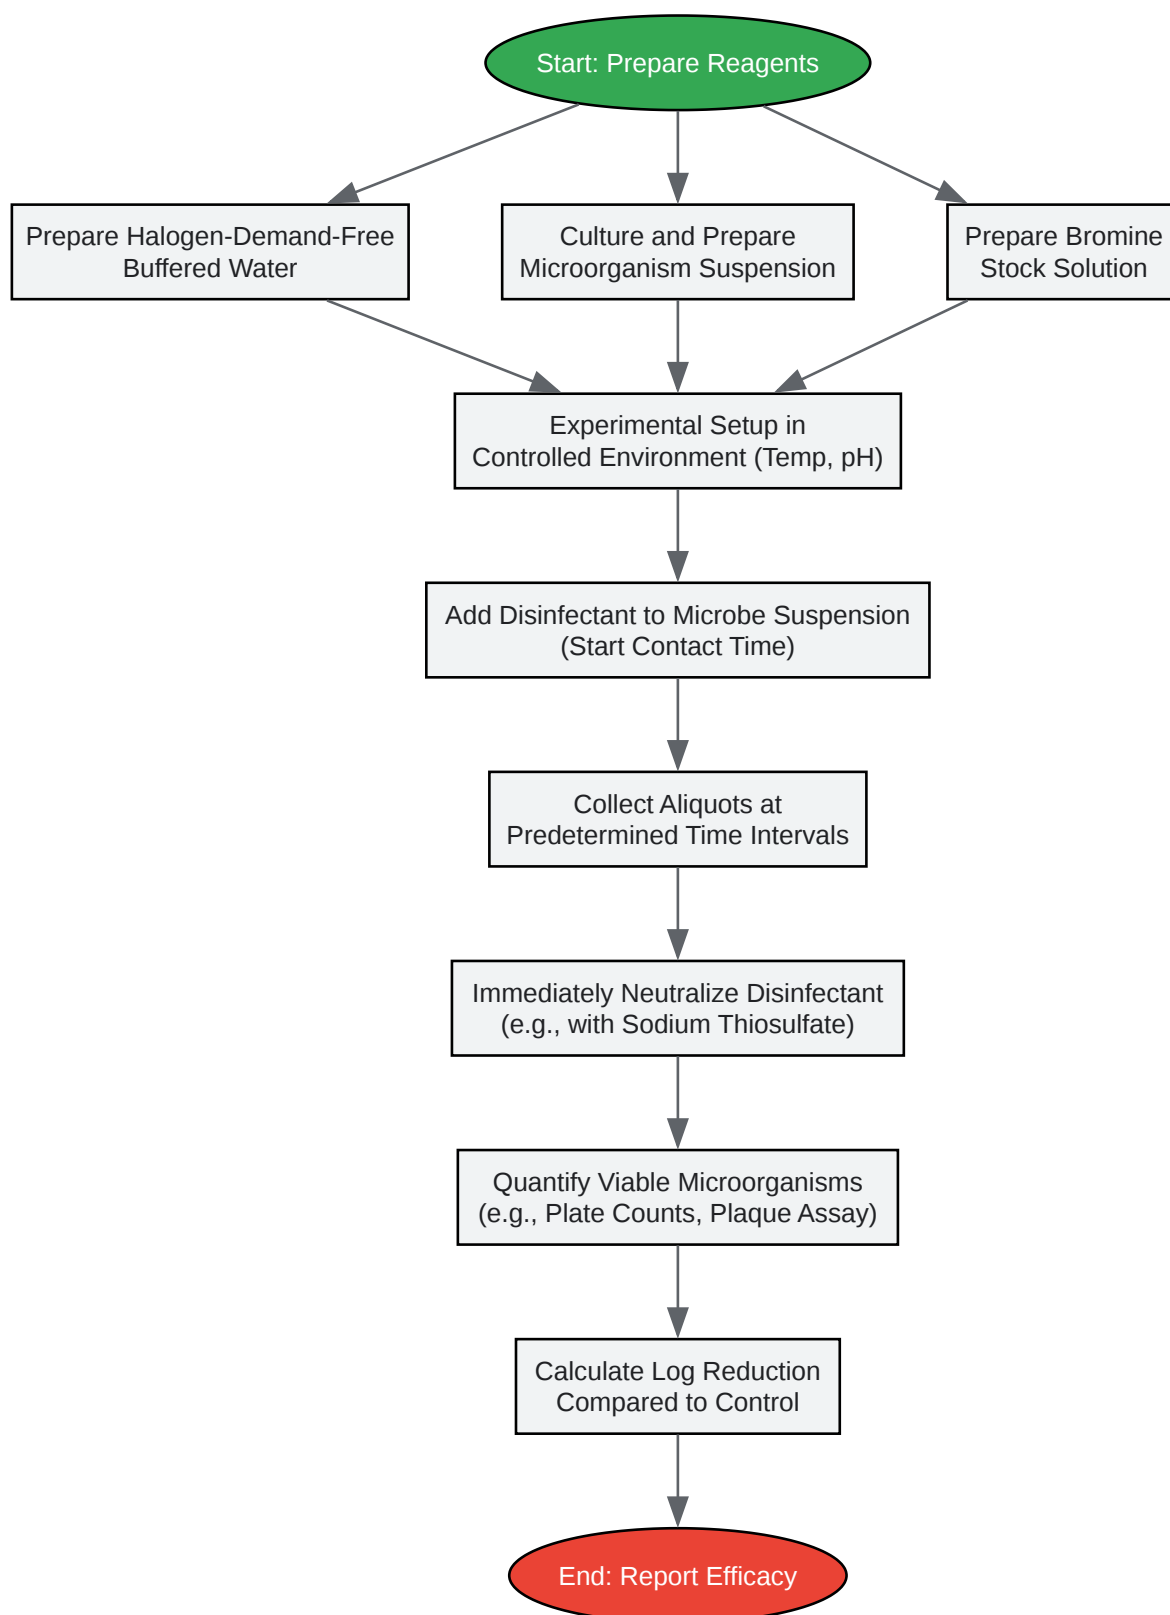 Start: Prepare Reagents
Prepare Halogen-Demand-Free
Buffered Water
Culture and Prepare
Microorganism Suspension
Prepare Bromine
Stock Solution
Experimental Setup in
Controlled Environment (Temp, pH)
Add Disinfectant to Microbe Suspension
(Start Contact Time)
Collect Aliquots at
Predetermined Time Intervals
Immediately Neutralize Disinfectant
(e.g., with Sodium Thiosulfate)
Quantify Viable Microorganisms
(e.g., Plate Counts, Plaque Assay)
Calculate Log Reduction
Compared to Control
End: Report Efficacy